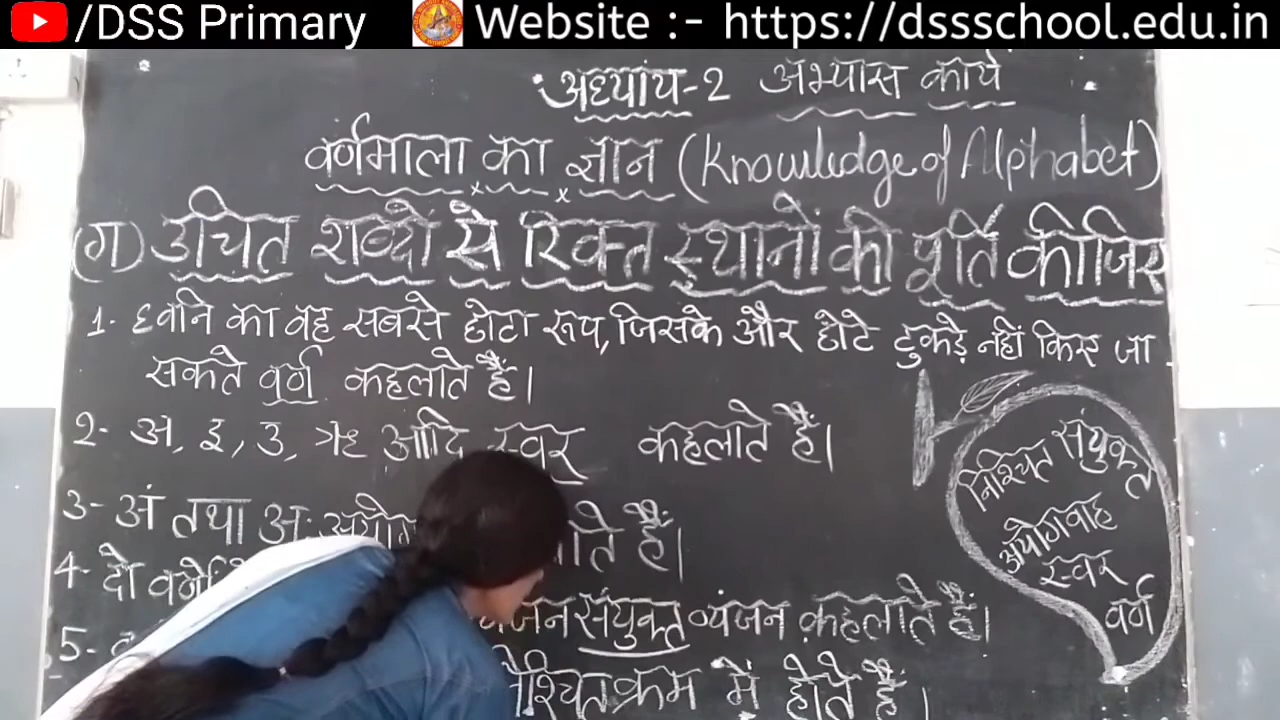 /DSS Primary Website :- https://dssschool.edu.in
अध्याय-2 अभ्यास कार्य
वर्णमाला का ज्ञान (Knowledge of Alphabet)
(ग) उचित शब्दों से रिक्त स्थानों की पूर्ति कीजिए
1- ध्वनि का वह सबसे छोटा रूप, जिसके और छोटे टुकड़े नहीं किए जा
सकते वर्ण कहलाते हैं।
2- अ, इ, उ, ऋ आदि स्वर कहलाते हैं।
3- अं तथा अः हैं।
4- दो संयुक्त व्यंजन कहलाते हैं।
5- क्रम में होते हैं।
निश्चित संयुक्त
अयोगवाह
स्वर
वर्ण